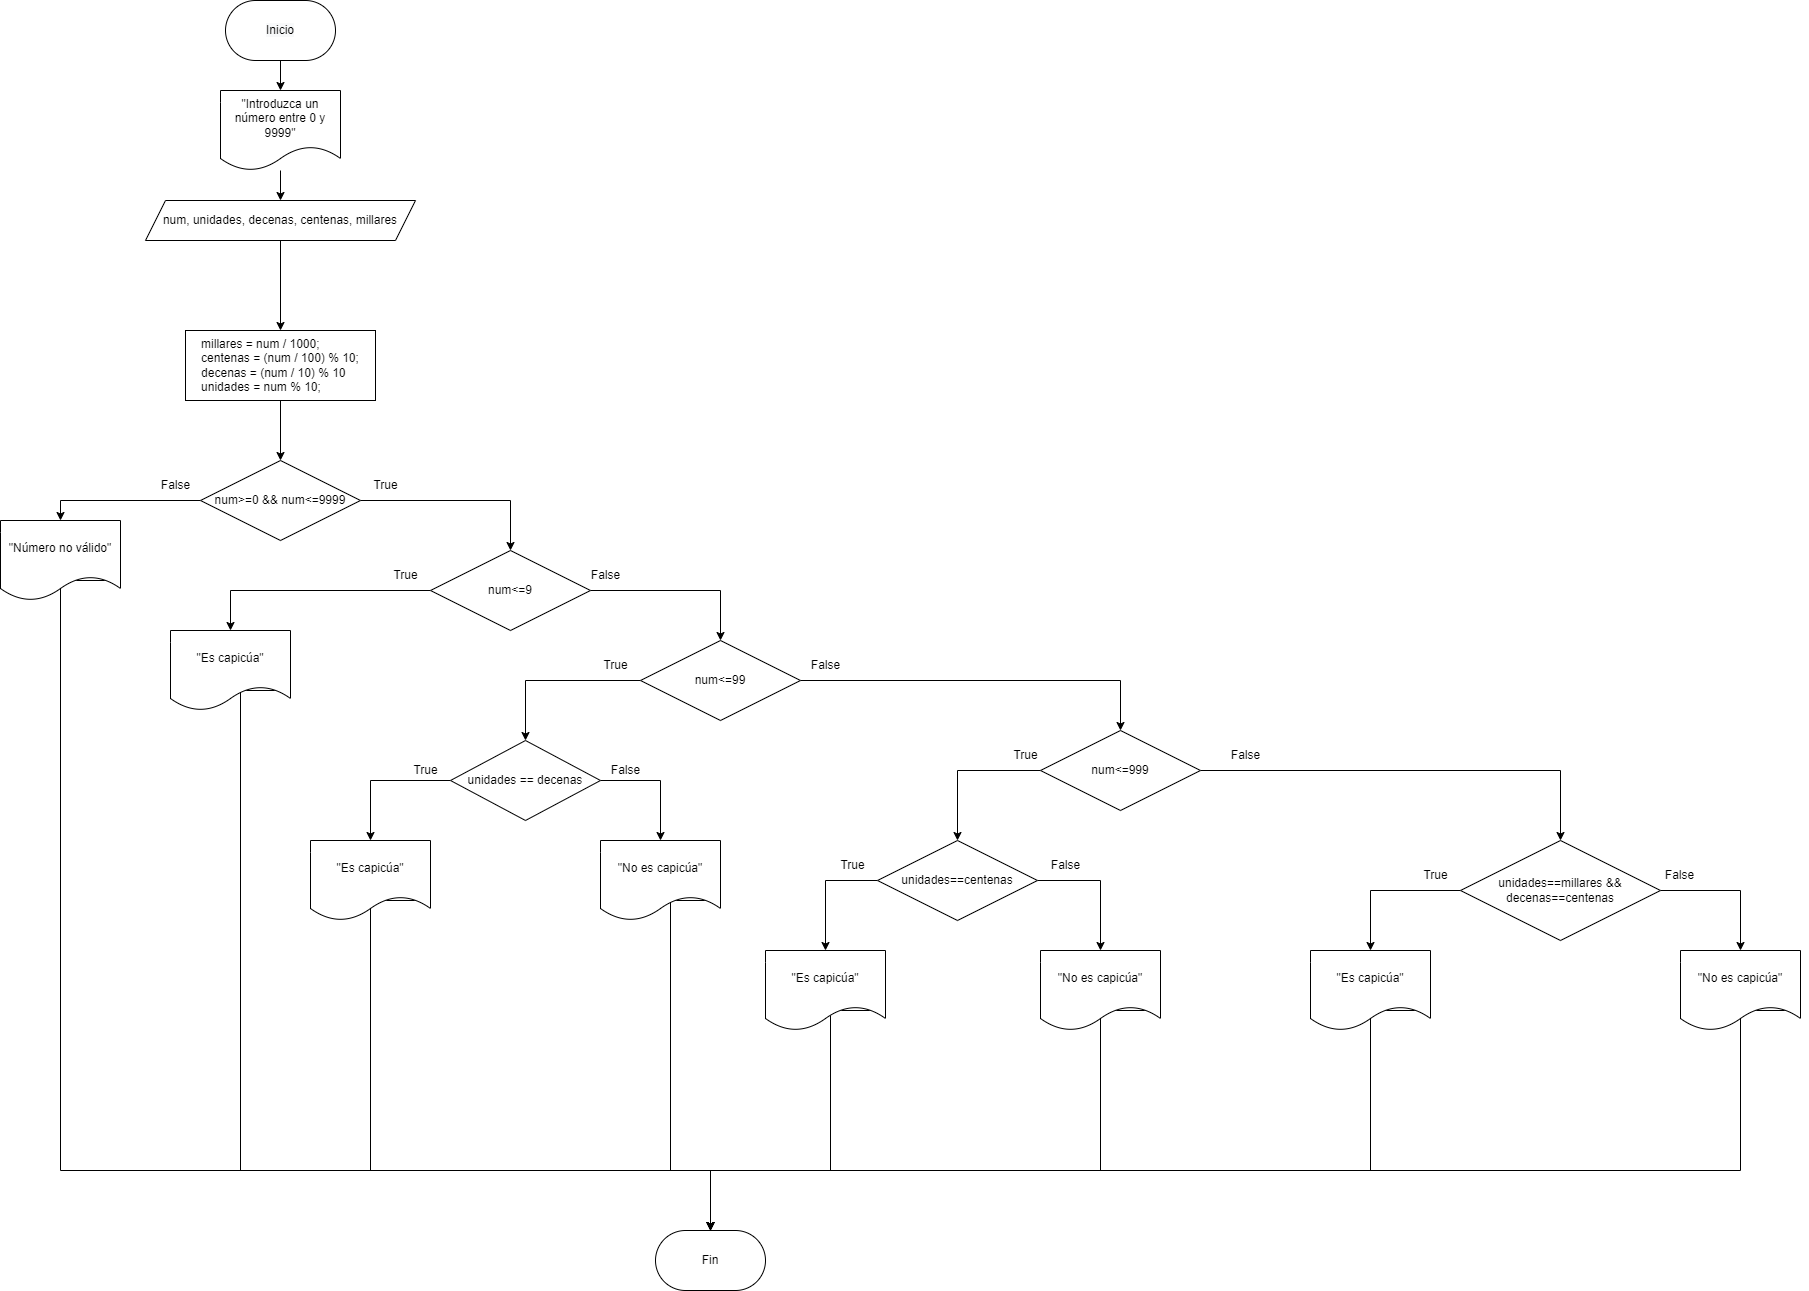 Inicio
"Introduzca un
número entre 0 y
9999"
num, unidades, decenas, centenas, millares
millares = num / 1000;
centenas = (num / 100) % 10;
decenas = (num / 10) % 10
unidades = num % 10;
False
True
num>=0 && num<=9999
"Número no válido"
True
False
num<=9
"Es capicúa"
True
False
num<=99
True
False
num<=999
True
False
unidades == decenas
"Es capicúa"
"No es capicúa"
True
False
unidades==centenas
True
False
unidades==millares &&
decenas==centenas
"Es capicúa"
"No es capicúa"
"Es capicúa"
"No es capicúa"
Fin